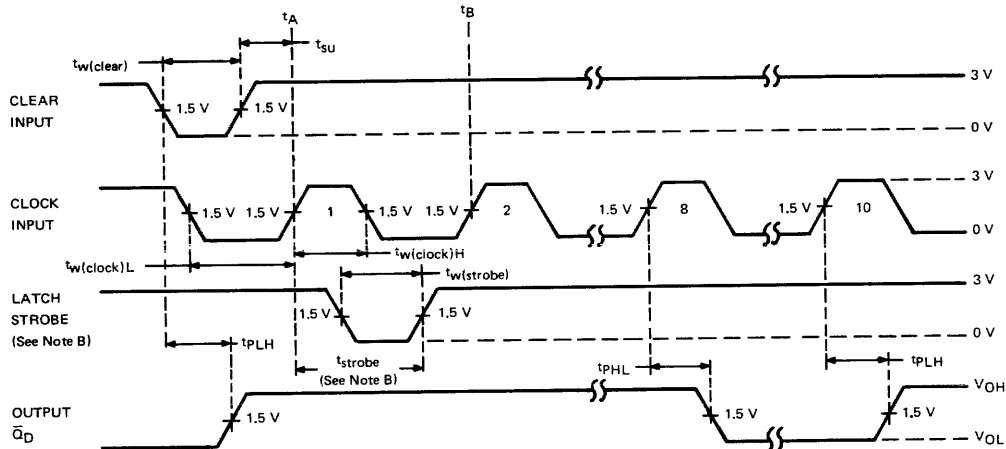 tA
tB
tsu
tw(clear)
CLEAR INPUT
1.5 V
1.5 V
3 V
0 V
CLOCK INPUT
1.5 V
1.5 V
1
1.5 V
1.5 V
2
1.5 V
8
1.5 V
10
3 V
0 V
tw(clock)L
tw(clock)H
tw(strobe)
LATCH STROBE (See Note B)
1.5 V
1.5 V
3 V
0 V
tPLH
tstrobe
(See Note B)
tPHL
tPLH
OUTPUT Q̅D
1.5 V
1.5 V
1.5 V
VOH
VOL